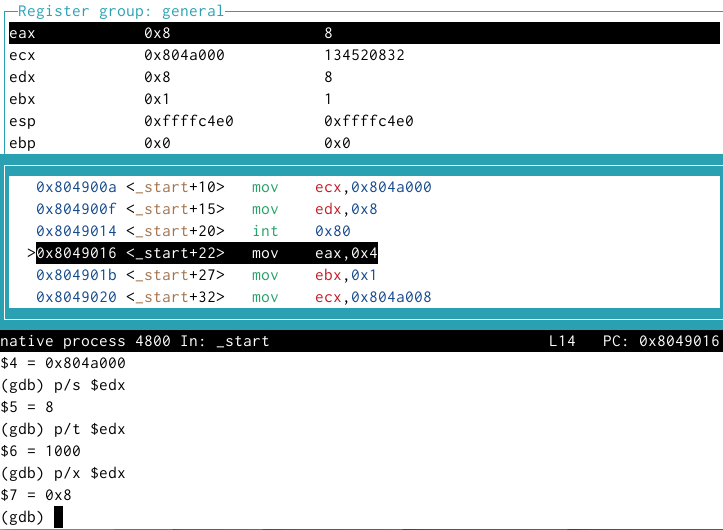 Register group: general
eax 0x8 8
ecx 0x804a000 134520832
edx 0x8 8
ebx 0x1 1
esp 0xffffc4e0 0xffffc4e0
ebp 0x0 0x0
0x804900a <_start+10> mov ecx,0x804a000
0x804900f <_start+15> mov edx,0x8
0x8049014 <_start+20> int 0x80
>0x8049016 <_start+22> mov eax,0x4
0x804901b <_start+27> mov ebx,0x1
0x8049020 <_start+32> mov ecx,0x804a008
native process 4800 In: _start L14 PC: 0x8049016
$4 = 0x804a000
(gdb) p/s $edx
$5 = 8
(gdb) p/t $edx
$6 = 1000
(gdb) p/x $edx
$7 = 0x8
(gdb)